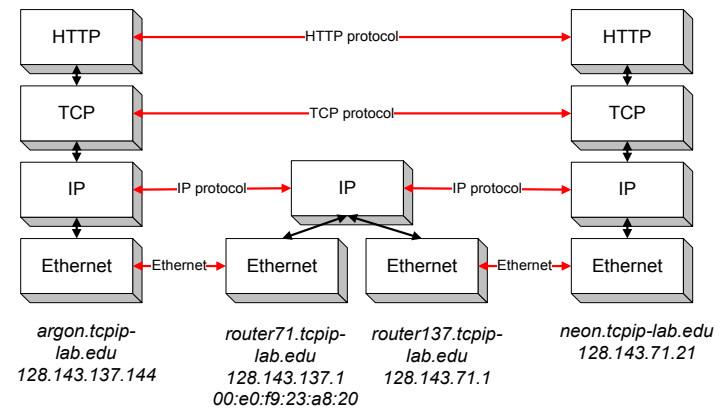 HTTP HTTP protocol HTTP
TCP TCP protocol TCP
IP IP protocol IP IP protocol IP
Ethernet Ethernet Ethernet Ethernet Ethernet Ethernet
argon.tcpip-
lab.edu
128.143.137.144
router71.tcpip-
lab.edu
128.143.137.1
00:e0:f9:23:a8:20
router137.tcpip-
lab.edu
128.143.71.1
neon.tcpip-lab.edu
128.143.71.21